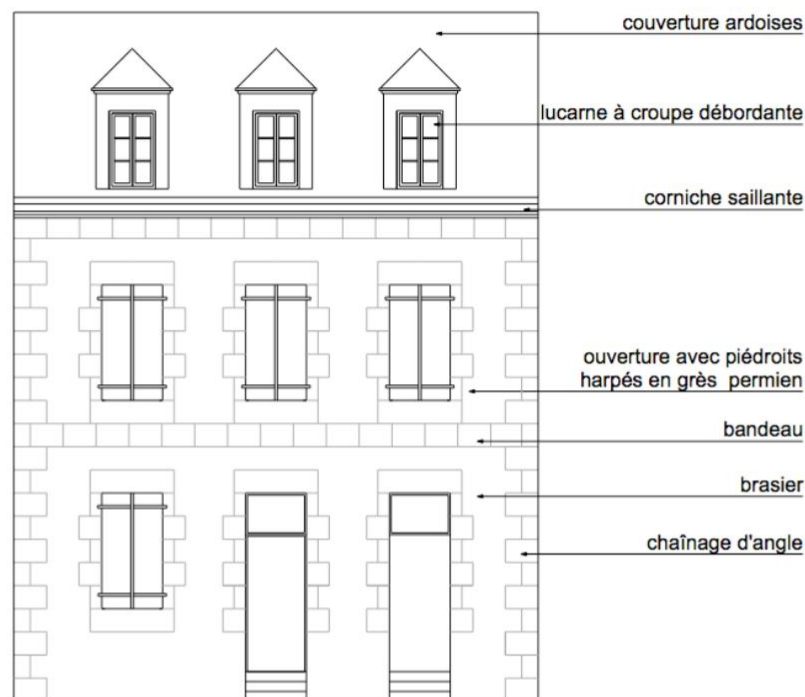 couverture ardoises
lucarne à croupe débordante
corniche saillante
ouverture avec piédroits
harpés en grès permien
bandeau
brasier
chaînage d'angle